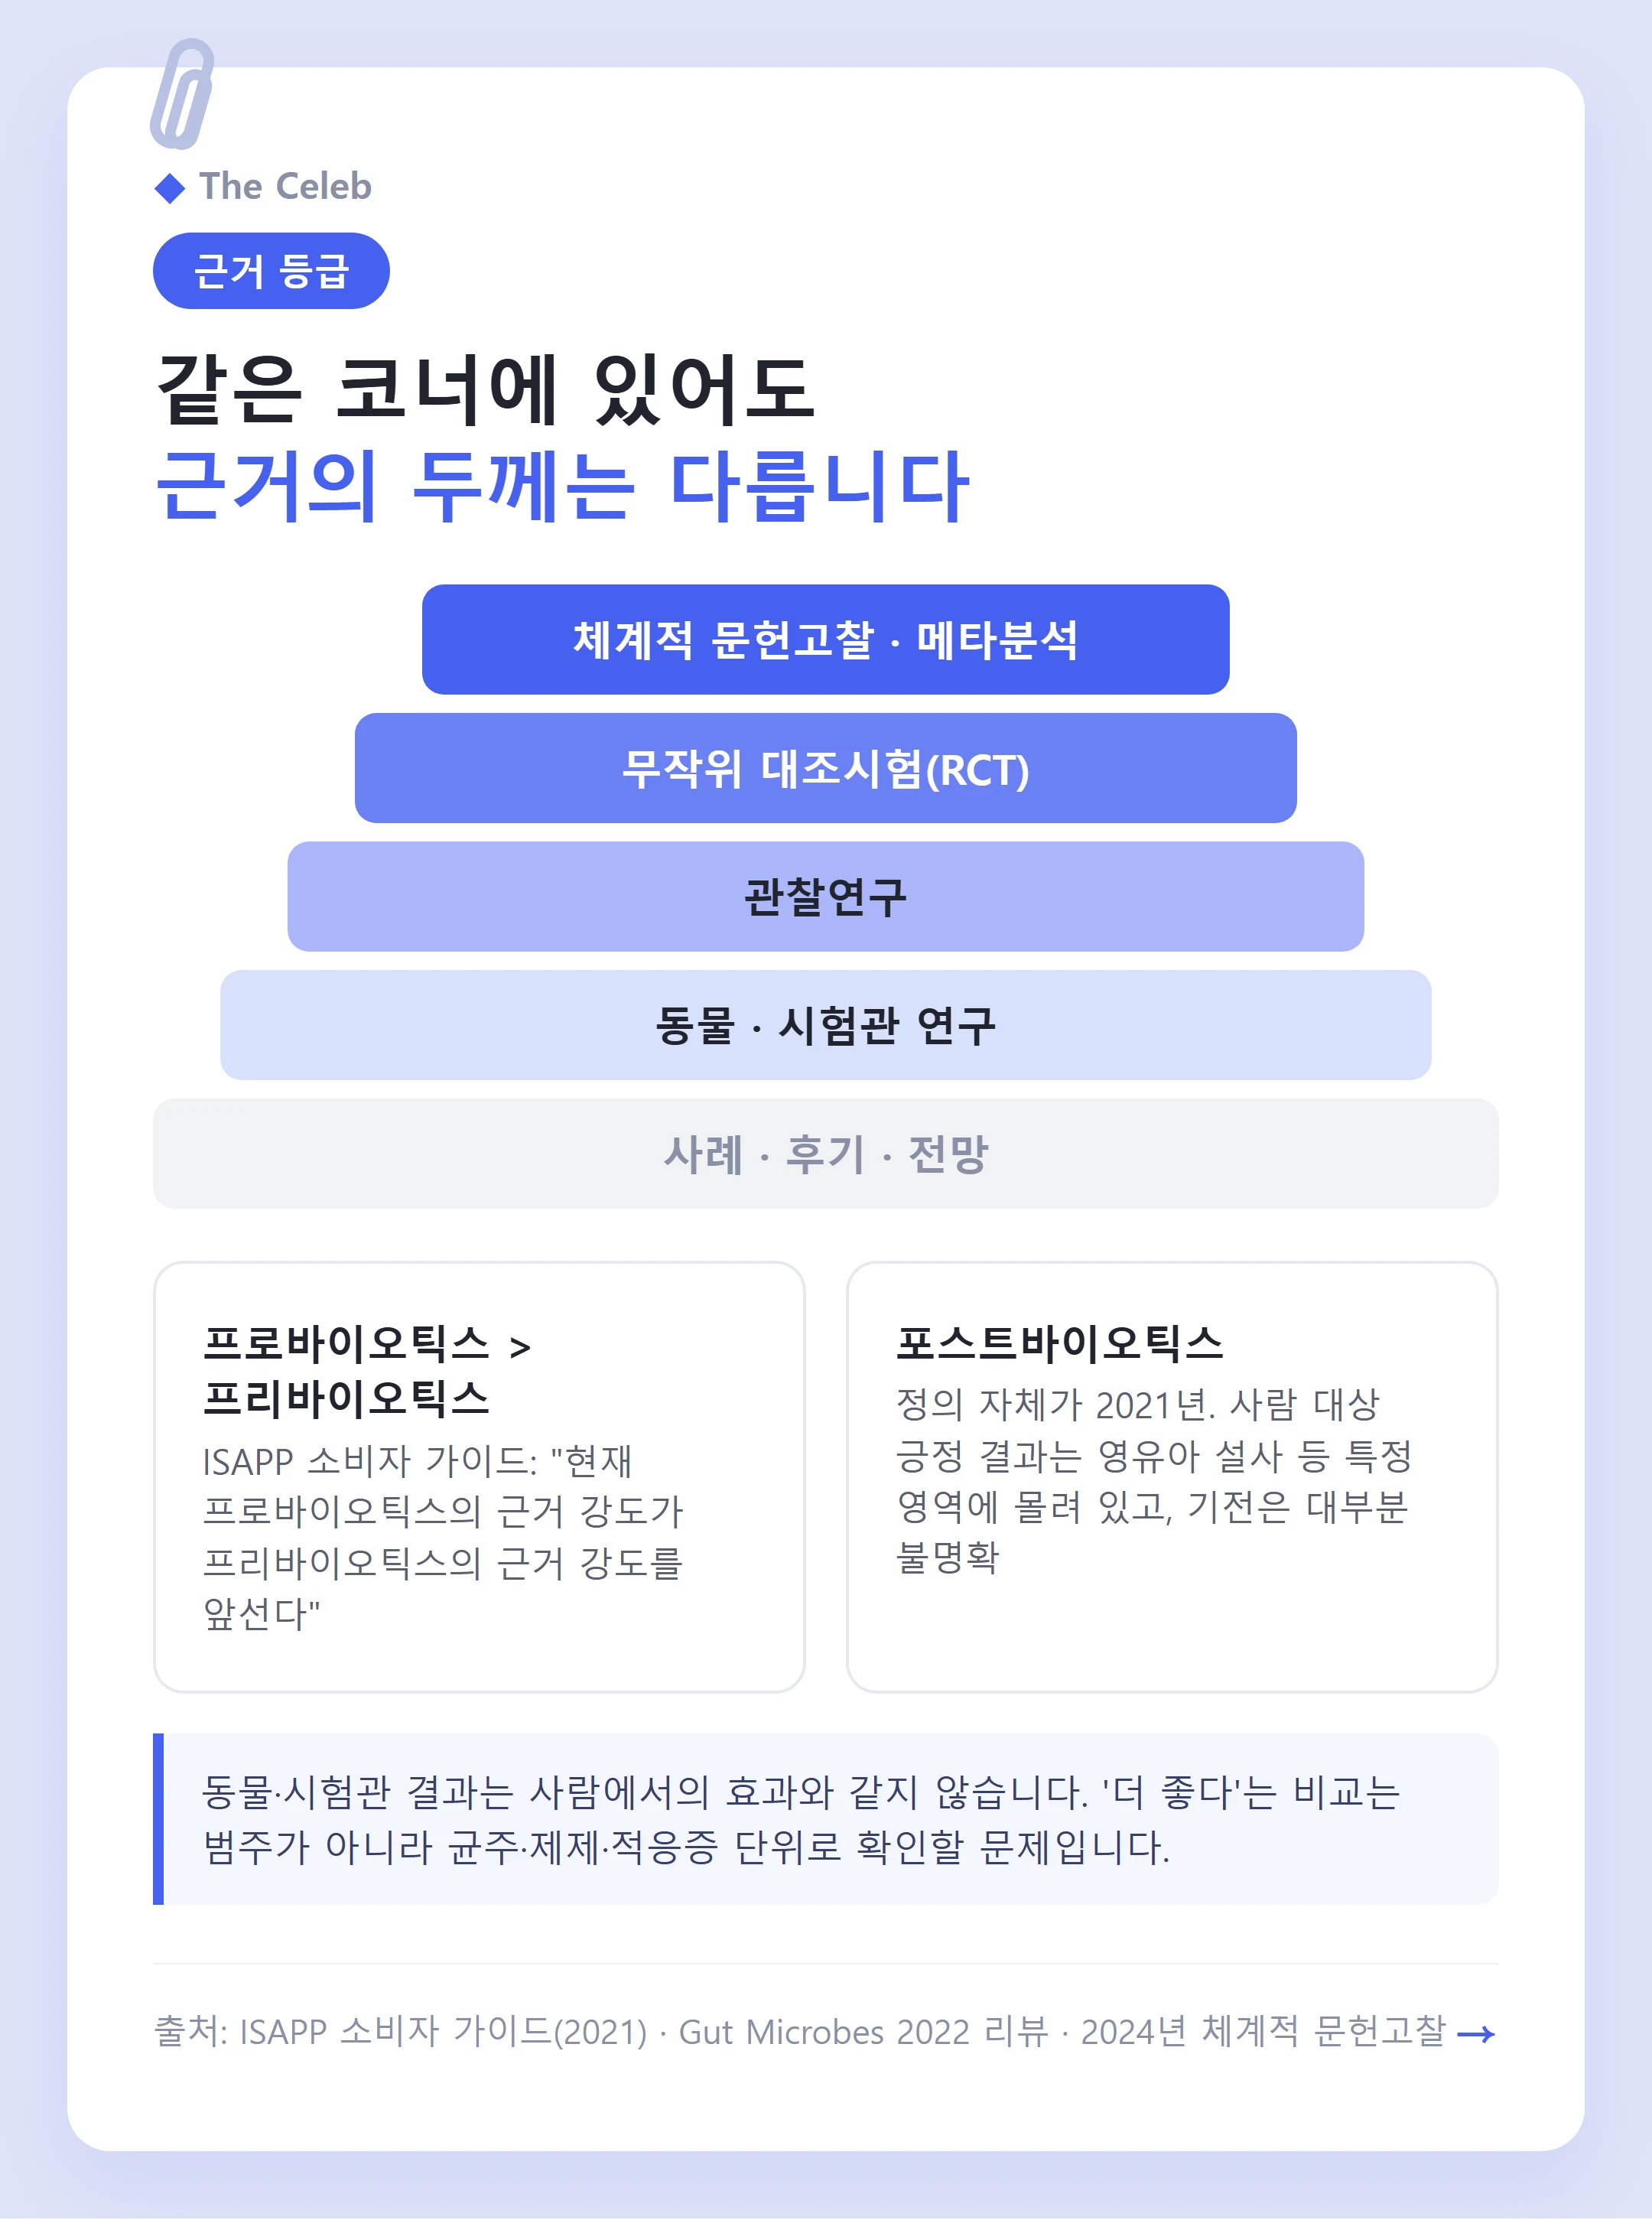 The Celeb
근거 등급
같은 코너에 있어도
근거의 두께는 다릅니다
체계적 문헌고찰 · 메타분석
무작위 대조시험(RCT)
관찰연구
동물 · 시험관 연구
사례 · 후기 · 전망
프로바이오틱스 >
프리바이오틱스
ISAPP 소비자 가이드: "현재
프로바이오틱스의 근거 강도가
프리바이오틱스의 근거 강도를
앞선다"
포스트바이오틱스
정의 자체가 2021년. 사람 대상
긍정 결과는 영유아 설사 등 특정
영역에 몰려 있고, 기전은 대부분
불명확
동물·시험관 결과는 사람에서의 효과와 같지 않습니다. '더 좋다'는 비교는
범주가 아니라 균주·제제·적응증 단위로 확인할 문제입니다.
출처: ISAPP 소비자 가이드(2021) · Gut Microbes 2022 리뷰 · 2024년 체계적 문헌고찰 →